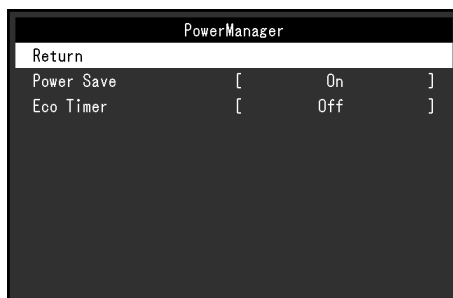 PowerManager
Return
Power Save [ On ]
Eco Timer [ Off ]